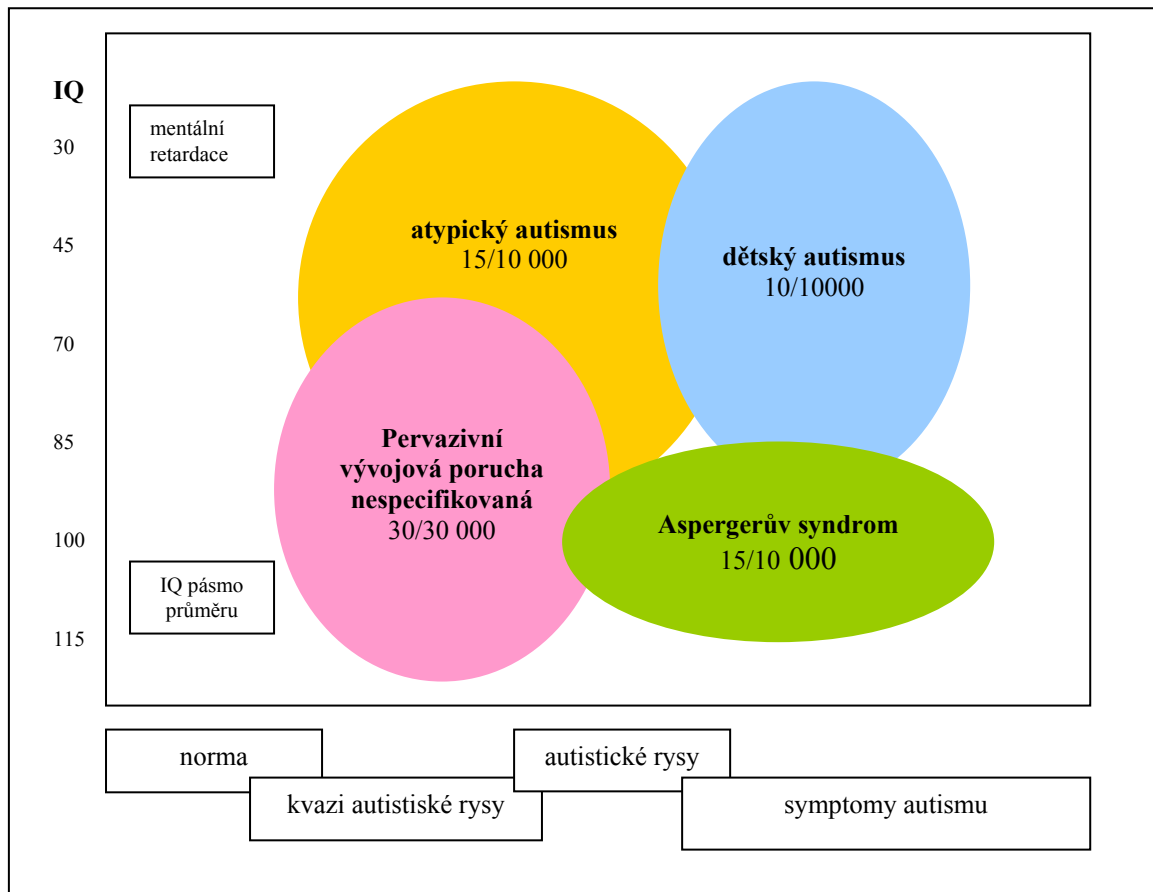 IQ
mentální
retardace
30
atypický autismus
15/10 000
45
dětský autismus
10/10000
70
85
Pervazivní
vývojová porucha
nespecifikovaná
30/30 000
100
Aspergerův syndrom
15/10 000
IQ pásmo
průměru
115
norma
autistické rysy
kvazi autistiské rysy
symptomy autismu